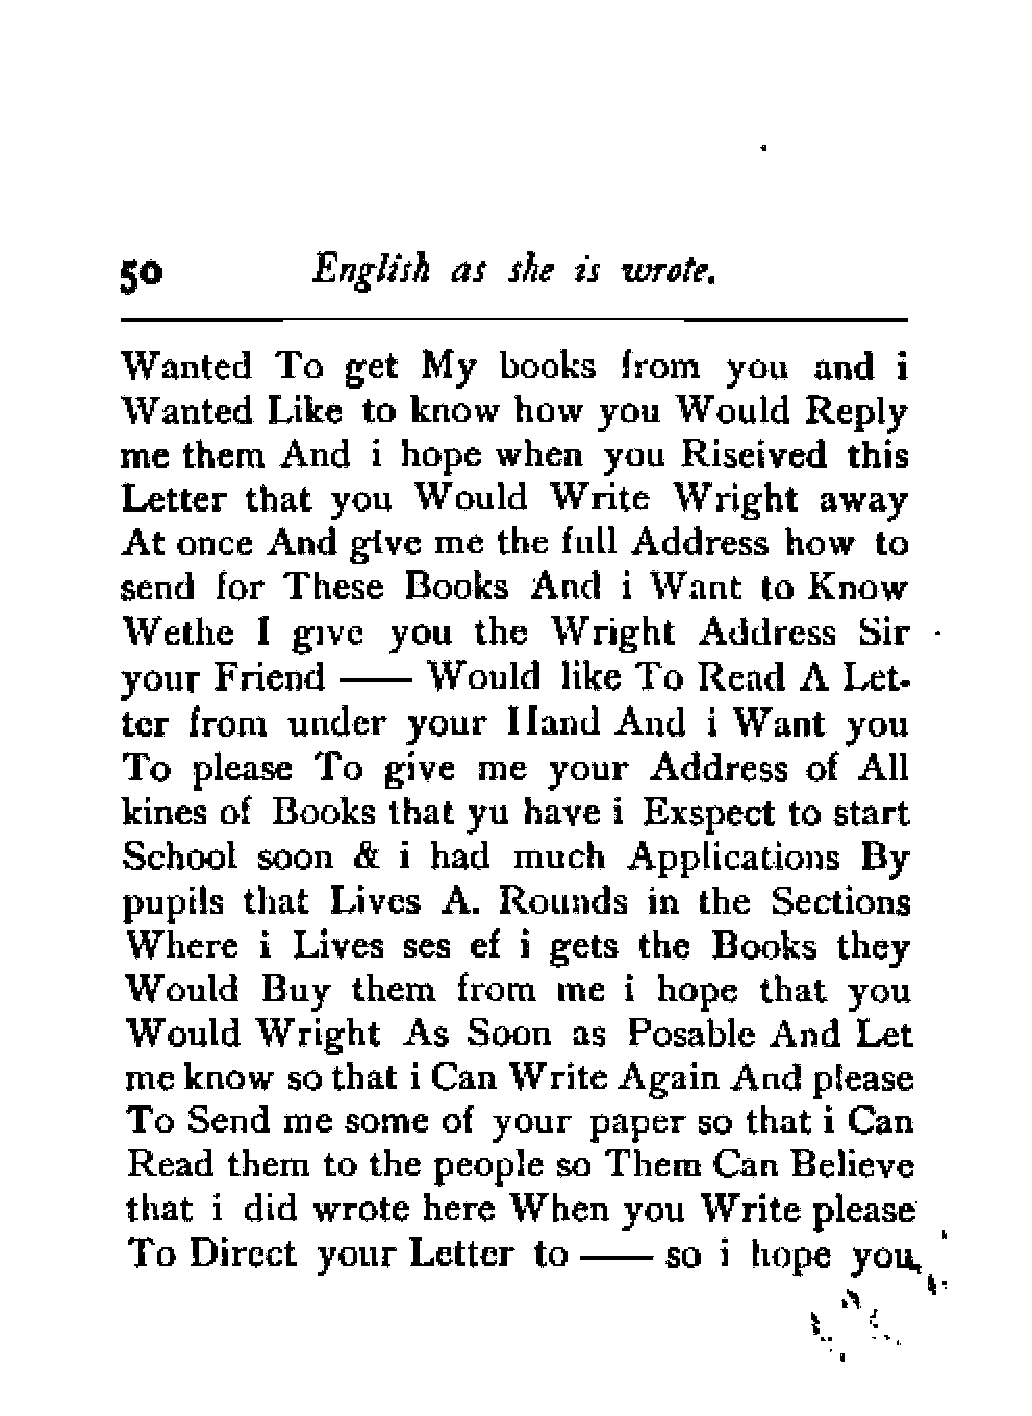 50 English as she is wrote.
Wanted To get My books from you and i
Wanted Like to know how you Would Reply
me them And i hope when you Riseived this
Letter that you Would Write Wright away
At once And give me the full Address how to
send for These Books And i Want to Know
Wethe I give you the Wright Address Sir
your Friend —— Would like To Read A Let-
ter from under your Hand And i Want you
To please To give me your Address of All
kines of Books that yu have i Exspect to start
School soon & i had much Applications By
pupils that Lives A. Rounds in the Sections
Where i Lives ses ef i gets the Books they
Would Buy them from me i hope that you
Would Wright As Soon as Posable And Let
me know so that i Can Write Again And please
To Send me some of your paper so that i Can
Read them to the people so Them Can Believe
that i did wrote here When you Write please
To Direct your Letter to —— so i hope you,